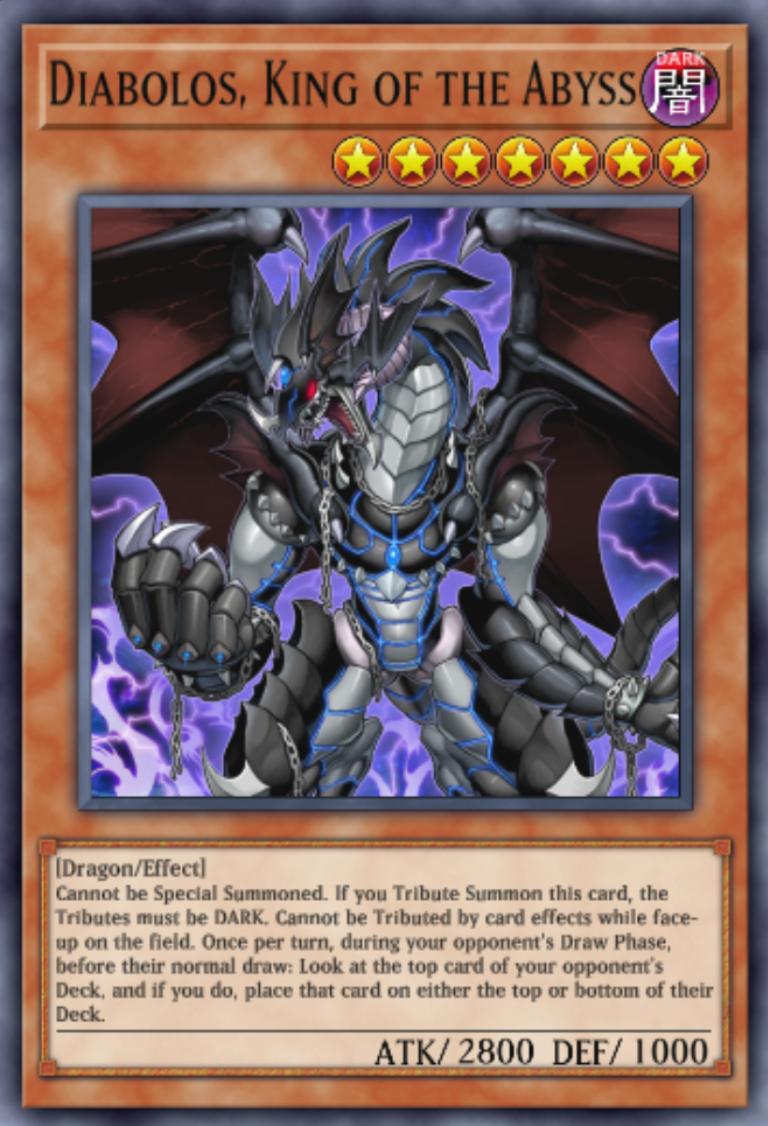 DIABOLOS, KING OF THE ABYSS
DARK
闇
[Dragon/Effect]
Cannot be Special Summoned. If you Tribute Summon this card, the
Tributes must be DARK. Cannot be Tributed by card effects while face-
up on the field. Once per turn, during your opponent's Draw Phase,
before their normal draw: Look at the top card of your opponent's
Deck, and if you do, place that card on either the top or bottom of their
Deck.
ATK/ 2800 DEF/ 1000